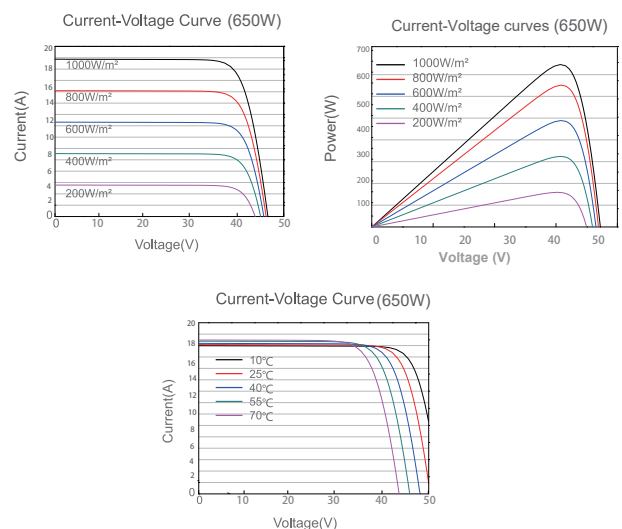 Current-Voltage Curve (650W)
20
18
16
14
12
10
8
6
4
2
0
1000W/m²
800W/m²
600W/m²
400W/m²
200W/m²
Current(A)
0 10 20 30 40 50
Voltage(V)
Current-Voltage curves (650W)
700
600
500
400
300
200
100
1000W/m²
800W/m²
600W/m²
400W/m²
200W/m²
Power(W)
0 10 20 30 40 50
Voltage (V)
Current-Voltage Curve (650W)
20
18
16
14
12
10
8
6
4
2
0
10℃
25℃
40℃
55℃
70℃
Current(A)
0 10 20 30 40 50
Voltage(V)